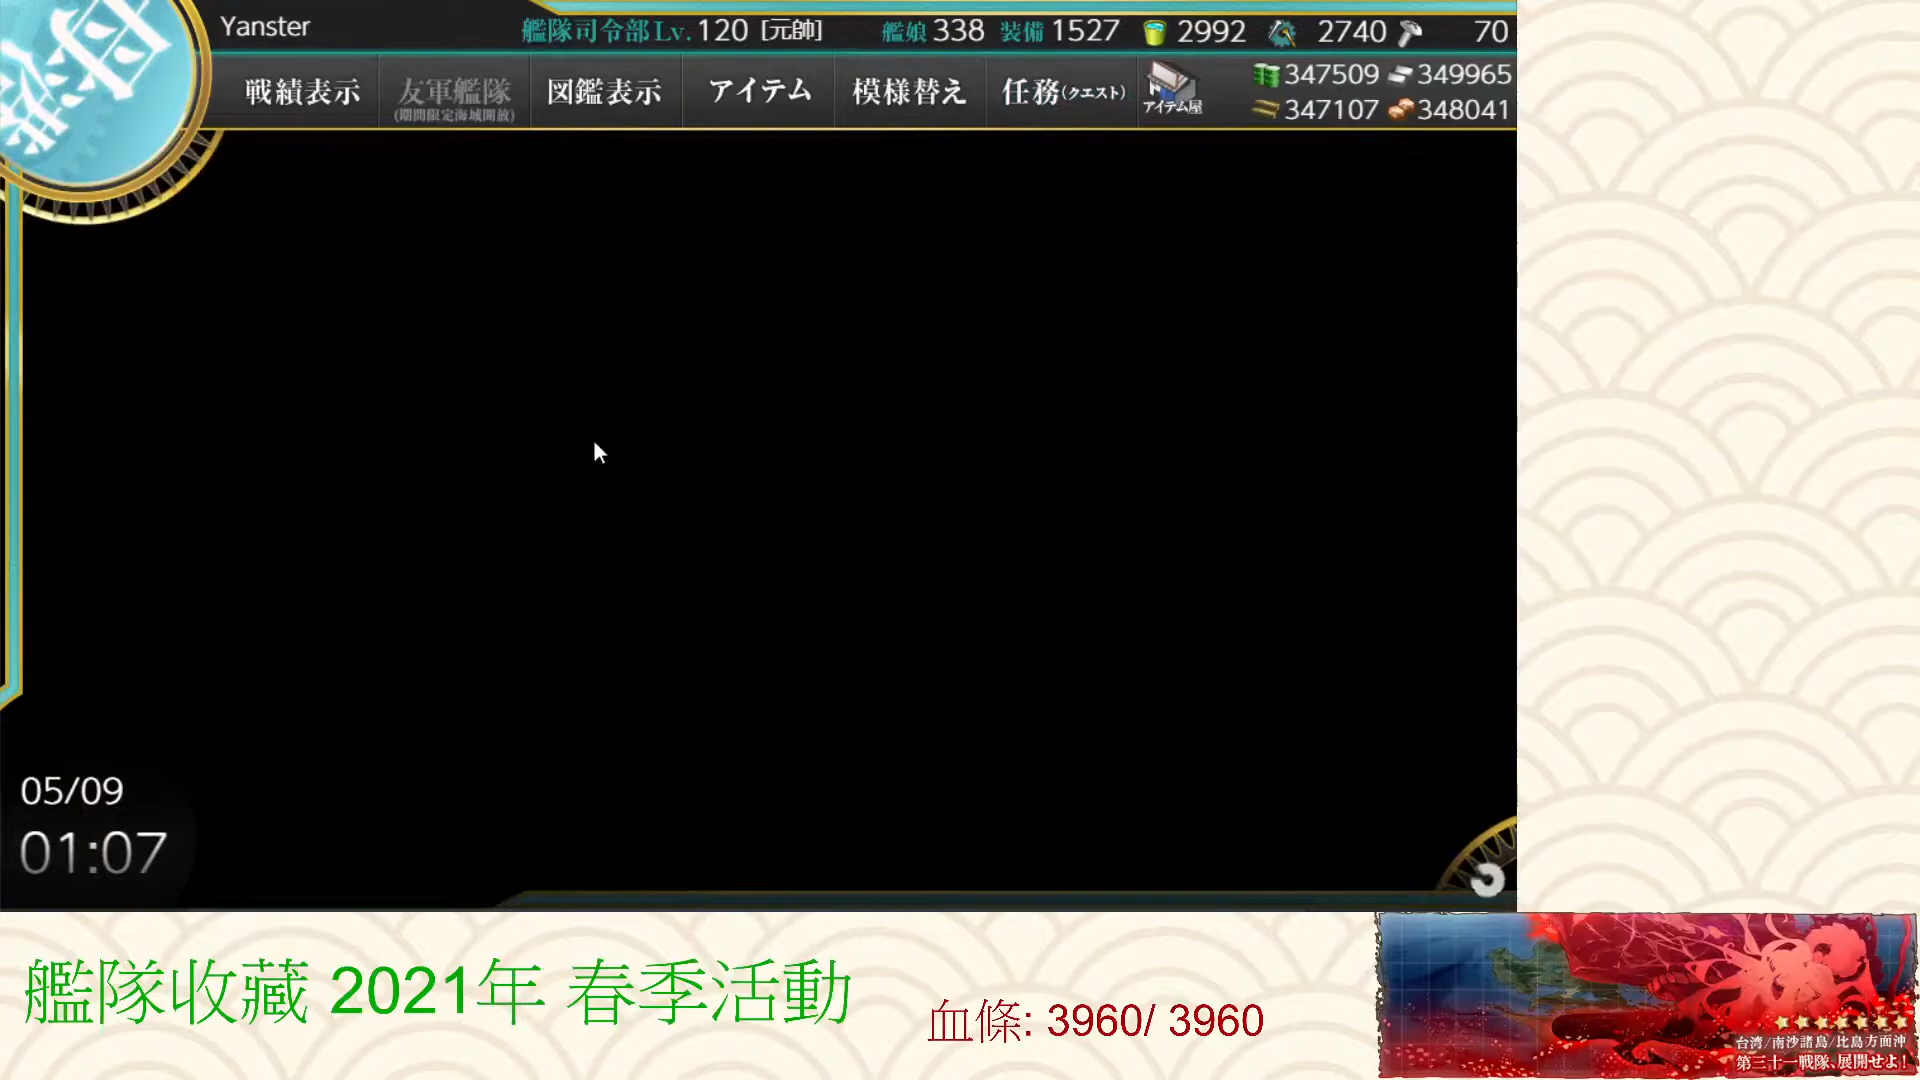 母港
Yanster
艦隊司令部Lv.120 [元帥]
艦娘 338 装備 1527
2992
2740
70
戦績表示
友軍艦隊
(期間限定海域開放)
図鑑表示
アイテム
模様替え
任務(クエスト)
アイテム屋
347509 349965
347107 348041
05/09
01:07
艦隊收藏 2021年 春季活動
血條: 3960/ 3960
台湾/南沙諸島/比島方面沖
第三十一戦隊、展開せよ!